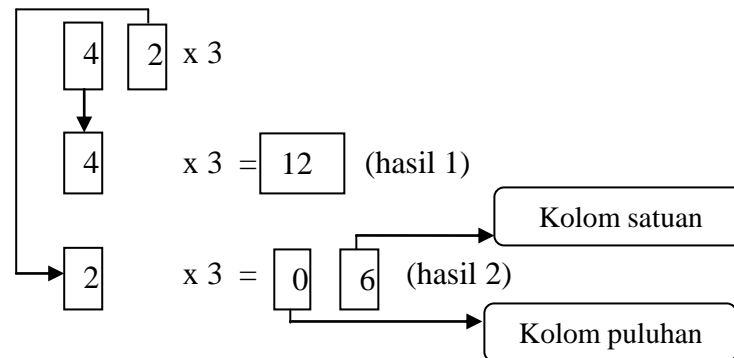 4 2 x 3
4 x 3 = 12 (hasil 1)
Kolom satuan
2 x 3 = 0 6 (hasil 2)
Kolom puluhan